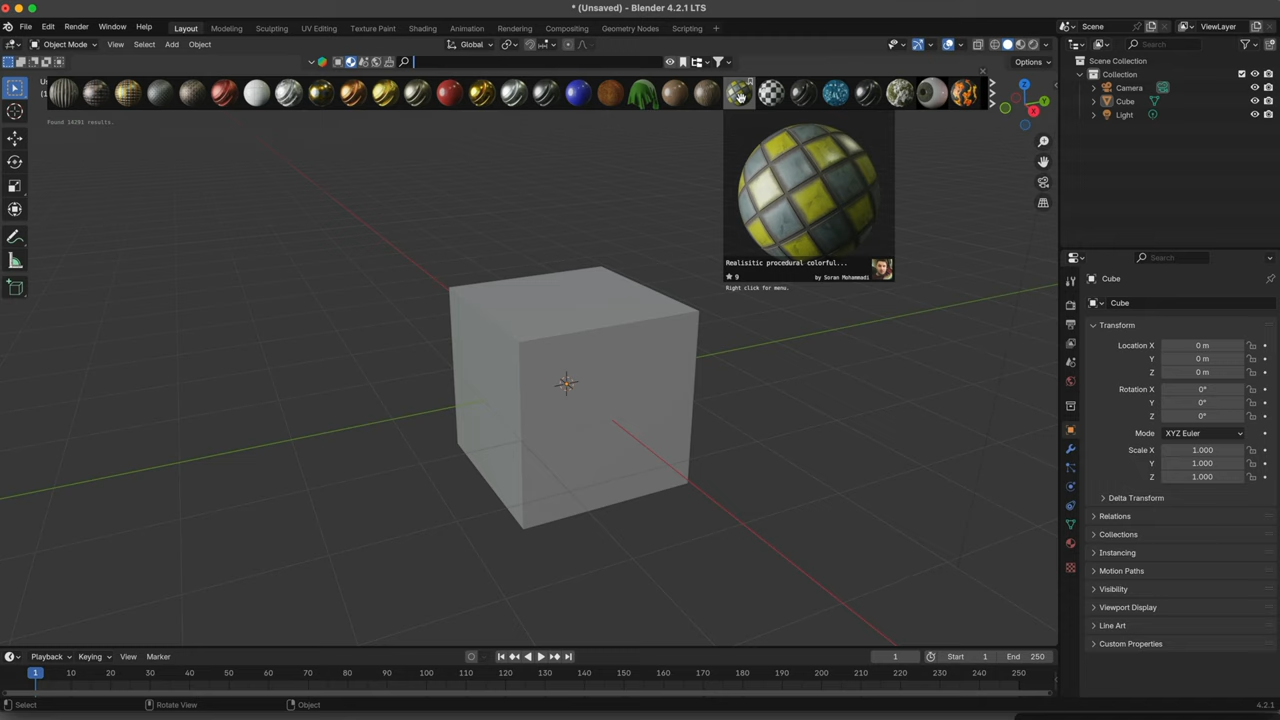 * (Unsaved) - Blender 4.2.1 LTS
File Edit Render Window Help Layout Modeling Sculpting UV Editing Texture Paint Shading Animation Rendering Compositing Geometry Nodes Scripting Scene ViewLayer
Object Mode View Select Add Object Global
Options
Found 14291 results.
Realisitic procedural colorful...
9 by Soran Mohammadi
Right click for menu.
Z
Y
X
Search
Scene Collection
Collection
Camera
Cube
Light
Search
Cube
Cube
Transform
Location X 0 m
Y 0 m
Z 0 m
Rotation X 0°
Y 0°
Z 0°
Mode XYZ Euler
Scale X 1.000
Y 1.000
Z 1.000
Delta Transform
Relations
Collections
Instancing
Motion Paths
Visibility
Viewport Display
Line Art
Custom Properties
Playback Keying View Marker 1 Start 1 End 250
1 10 20 30 40 50 60 70 80 90 100 110 120 130 140 150 160 170 180 190 200 210 220 230 240 250
Select Rotate View Object 4.2.1